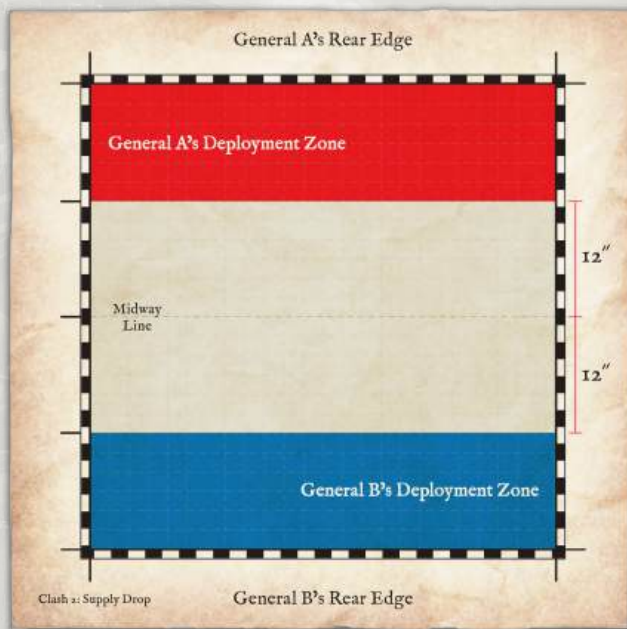 General A's Rear Edge
General A's Deployment Zone
12"
Midway
Line
12"
General B's Deployment Zone
Clash 2: Supply Drop
General B's Rear Edge